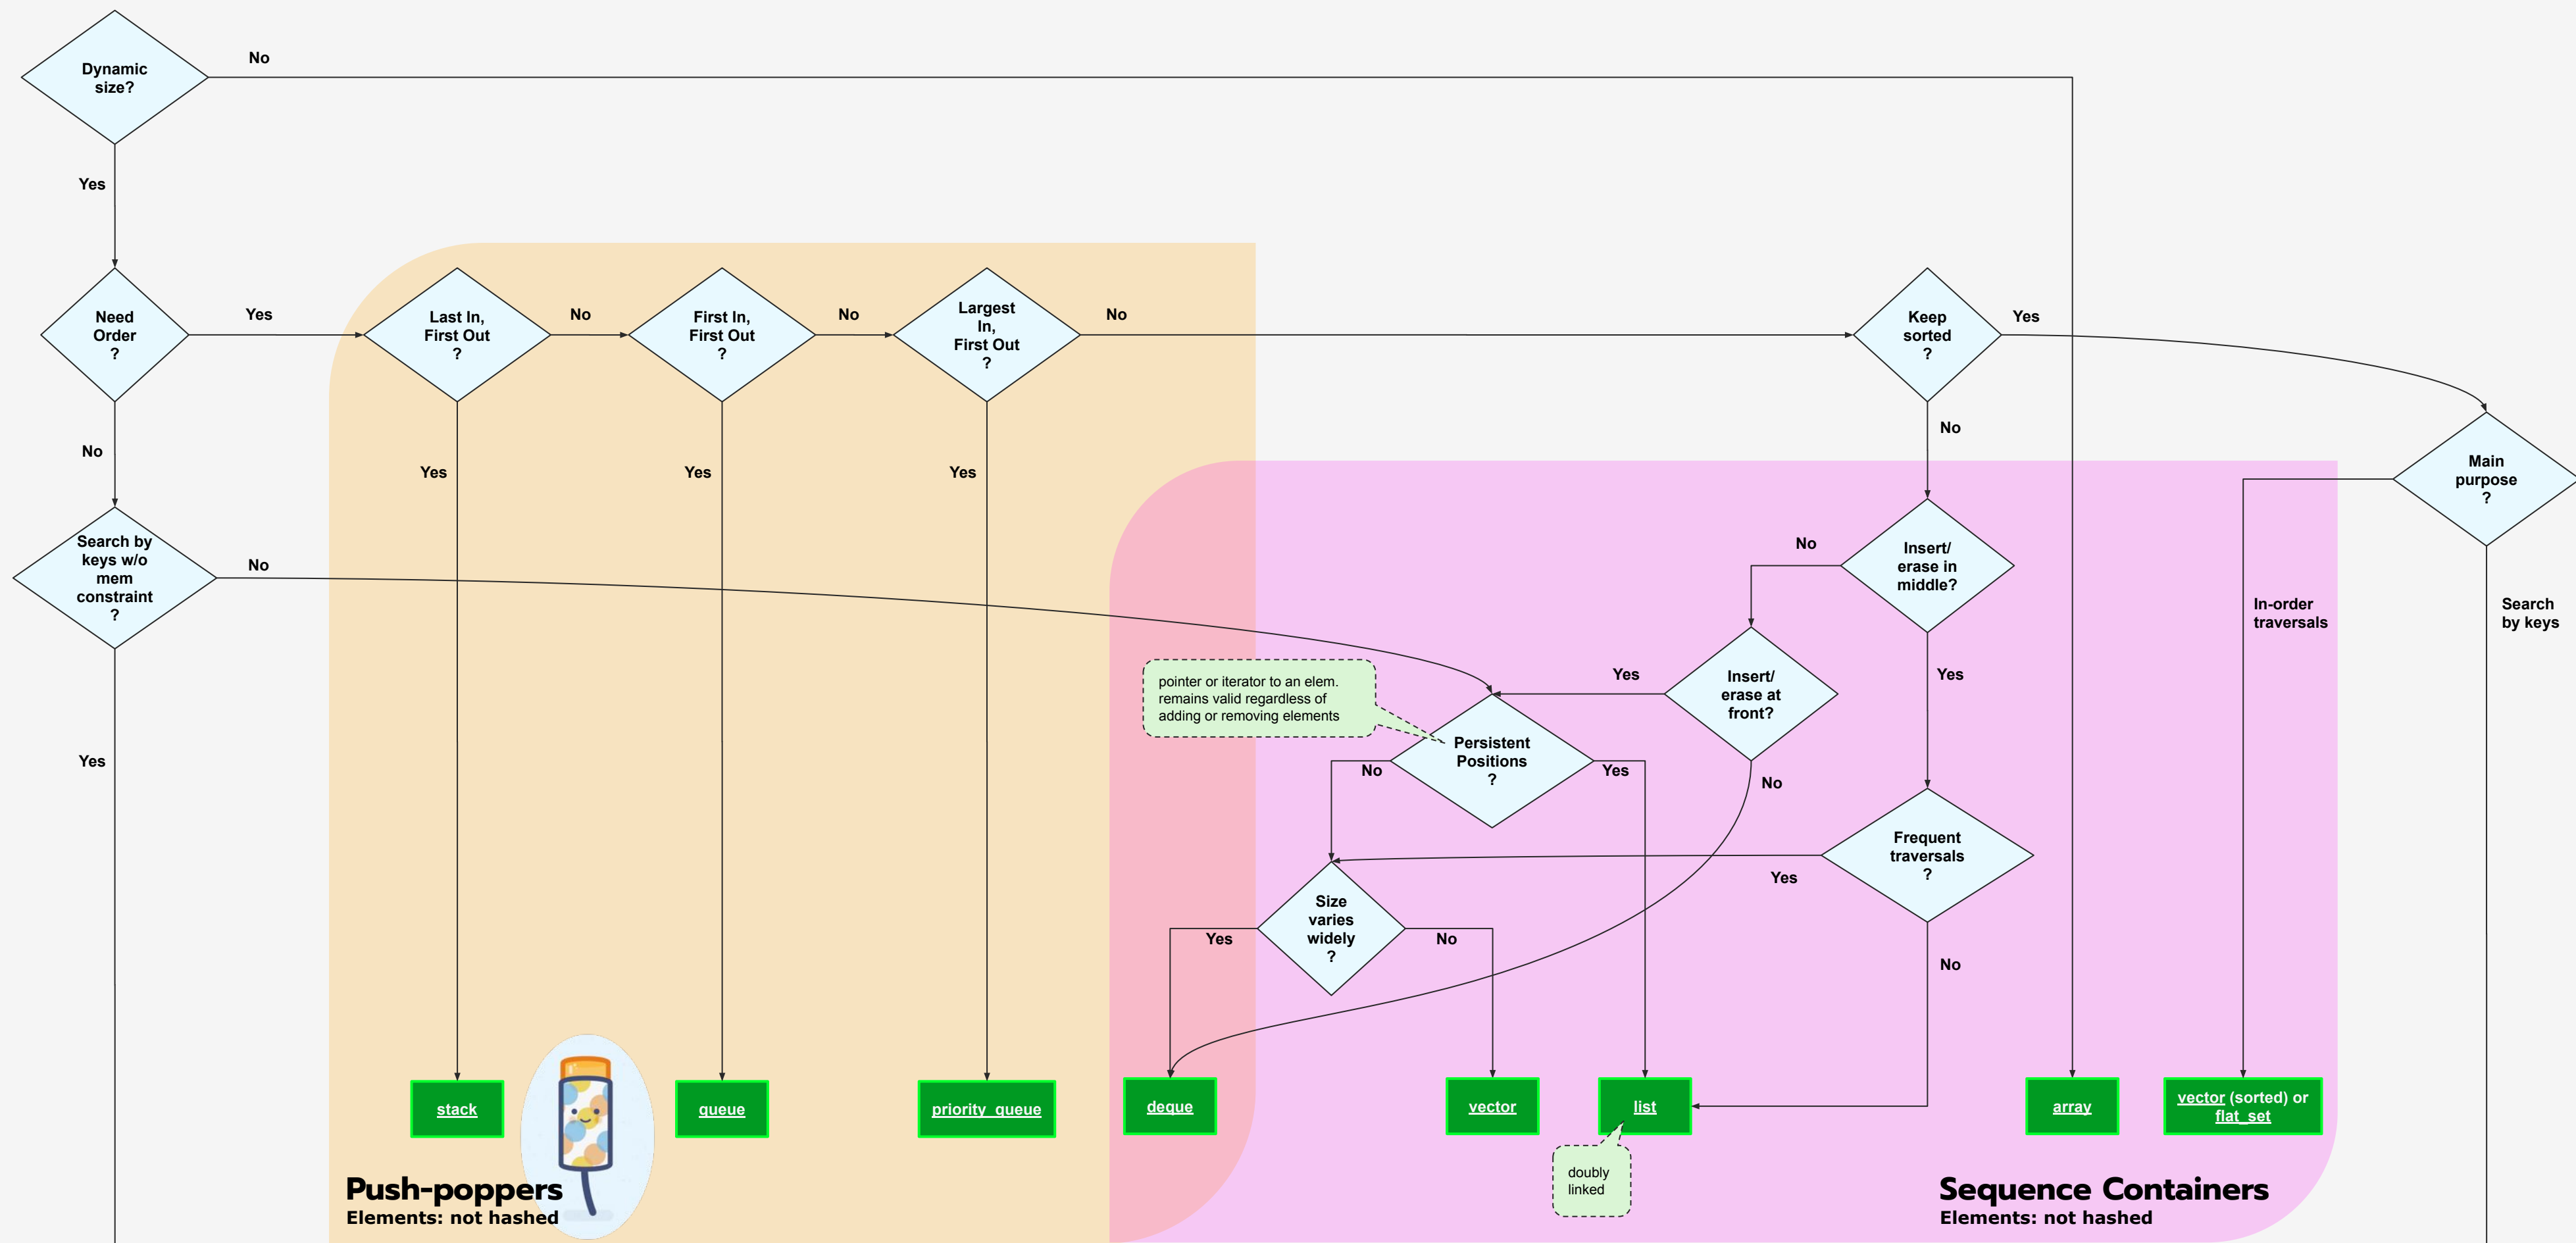 Dynamic
size?
No
Yes
Need
Order
?
Yes
Last In,
First Out
?
No
First In,
First Out
?
No
Largest
In,
First Out
?
No
Keep
sorted
?
Yes
No
No
Yes
Yes
Yes
Main
purpose
?
Search by
keys w/o
mem
constraint
?
No
No
Insert/
erase in
middle?
In-order
traversals
Search
by keys
Yes
Insert/
erase at
front?
Yes
pointer or iterator to an elem.
remains valid regardless of
adding or removing elements
Persistent
Positions
?
No
Yes
No
Yes
Frequent
traversals
?
Yes
Size
varies
widely
?
Yes
No
No
stack
queue
priority_queue
deque
vector
list
array
vector (sorted) or
flat_set
doubly
linked
Push-poppers
Elements: not hashed
Sequence Containers
Elements: not hashed